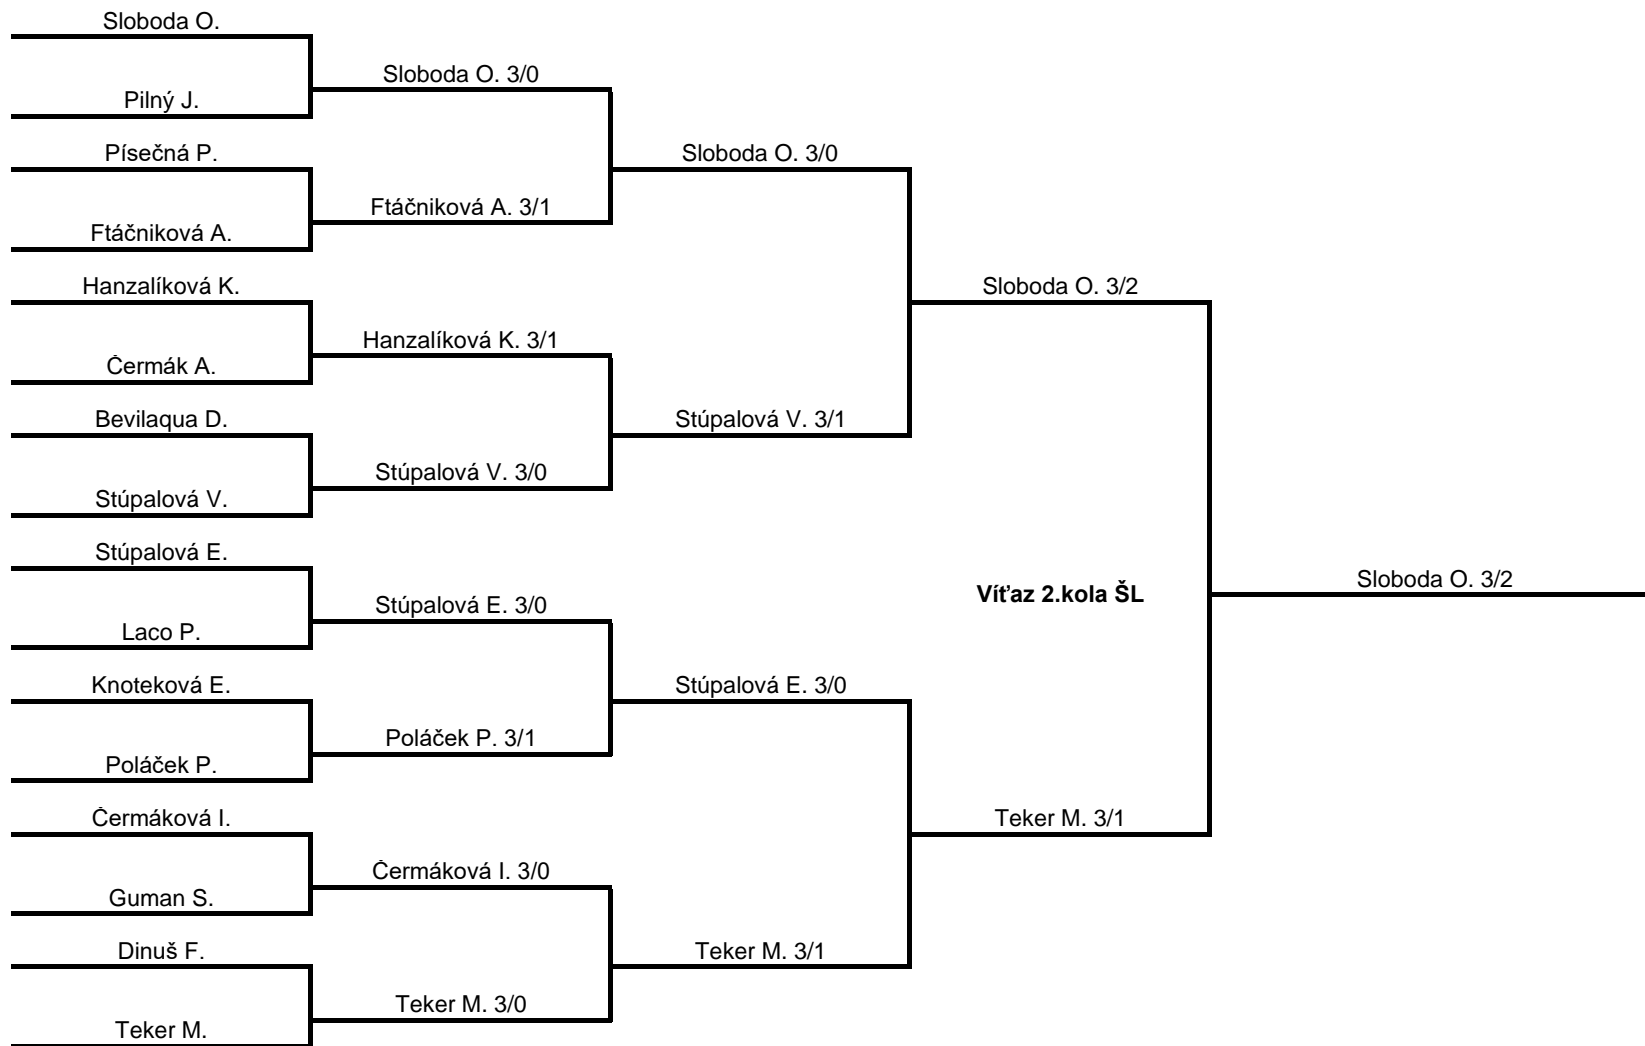 Sloboda O.
Sloboda O. 3/0
Pilný J.
Písečná P.
Sloboda O. 3/0
Ftáčniková A. 3/1
Ftáčniková A.
Hanzalíková K.
Sloboda O. 3/2
Hanzalíková K. 3/1
Čermák A.
Bevilaqua D.
Stúpalová V. 3/1
Stúpalová V. 3/0
Stúpalová V.
Stúpalová E.
Sloboda O. 3/2
Víťaz 2.kola ŠL
Stúpalová E. 3/0
Laco P.
Knoteková E.
Stúpalová E. 3/0
Poláček P. 3/1
Poláček P.
Čermáková I.
Teker M. 3/1
Čermáková I. 3/0
Guman S.
Dinuš F.
Teker M. 3/1
Teker M. 3/0
Teker M.